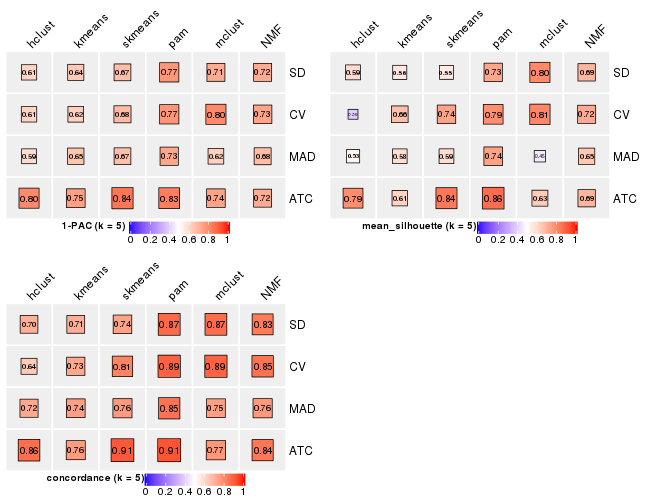 hclust kmeans skmeans pam mclust NMF
0.61 0.64 0.67 0.77 0.71 0.72 SD
0.61 0.62 0.68 0.77 0.80 0.73 CV
0.59 0.65 0.67 0.73 0.62 0.68 MAD
0.80 0.75 0.84 0.83 0.74 0.72 ATC
1-PAC (k = 5)
0 0.2 0.4 0.6 0.8 1
hclust kmeans skmeans pam mclust NMF
0.59 0.56 0.55 0.73 0.80 0.69 SD
0.66 0.74 0.79 0.81 0.72 CV
0.53 0.58 0.59 0.74 0.45 0.65 MAD
0.79 0.61 0.84 0.86 0.63 0.69 ATC
mean_silhouette (k = 5)
0 0.2 0.4 0.6 0.8 1
hclust kmeans skmeans pam mclust NMF
0.70 0.71 0.74 0.87 0.87 0.83 SD
0.64 0.73 0.81 0.89 0.89 0.85 CV
0.72 0.74 0.76 0.85 0.75 0.76 MAD
0.86 0.76 0.91 0.91 0.77 0.84 ATC
concordance (k = 5)
0 0.2 0.4 0.6 0.8 1